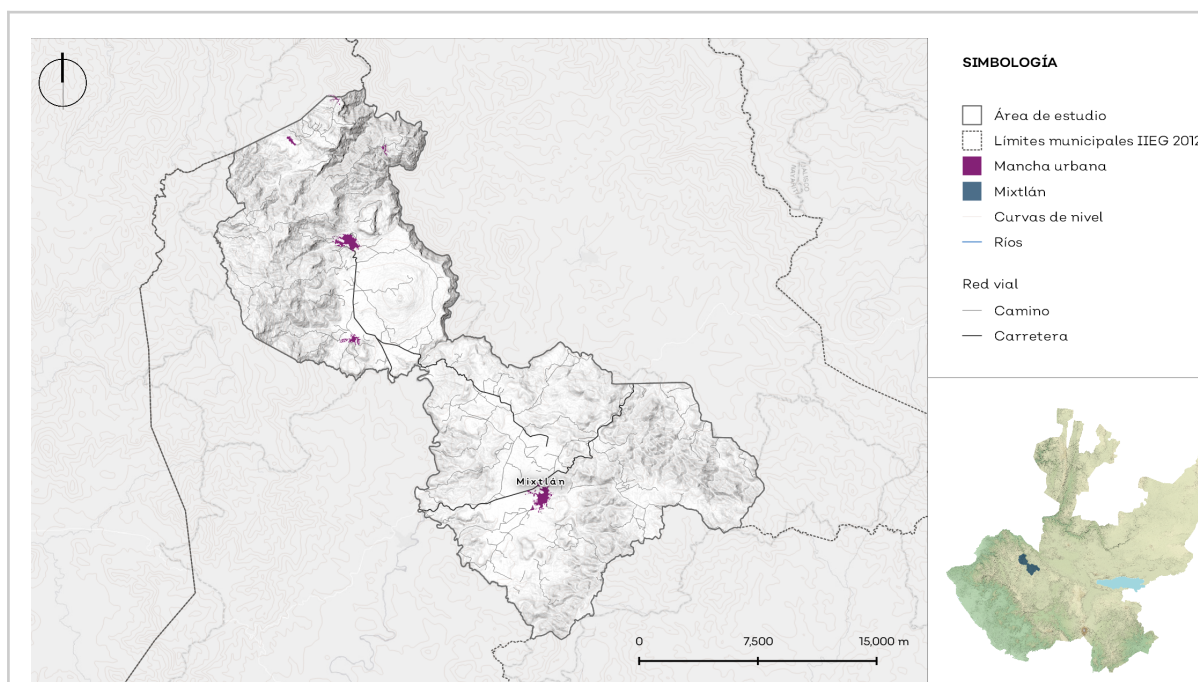 SIMBOLOGÍA
Área de estudio
Límites municipales IIEG 2012
Mancha urbana
Mixtlán
Curvas de nivel
Ríos
Red vial
Camino
Carretera
Mixtlán
0 7,500 15,000 m